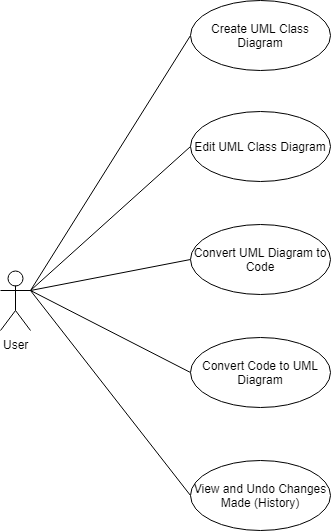 Create UML Class
Diagram
Edit UML Class Diagram
Convert UML Diagram to
Code
User
Convert Code to UML
Diagram
View and Undo Changes
Made (History)